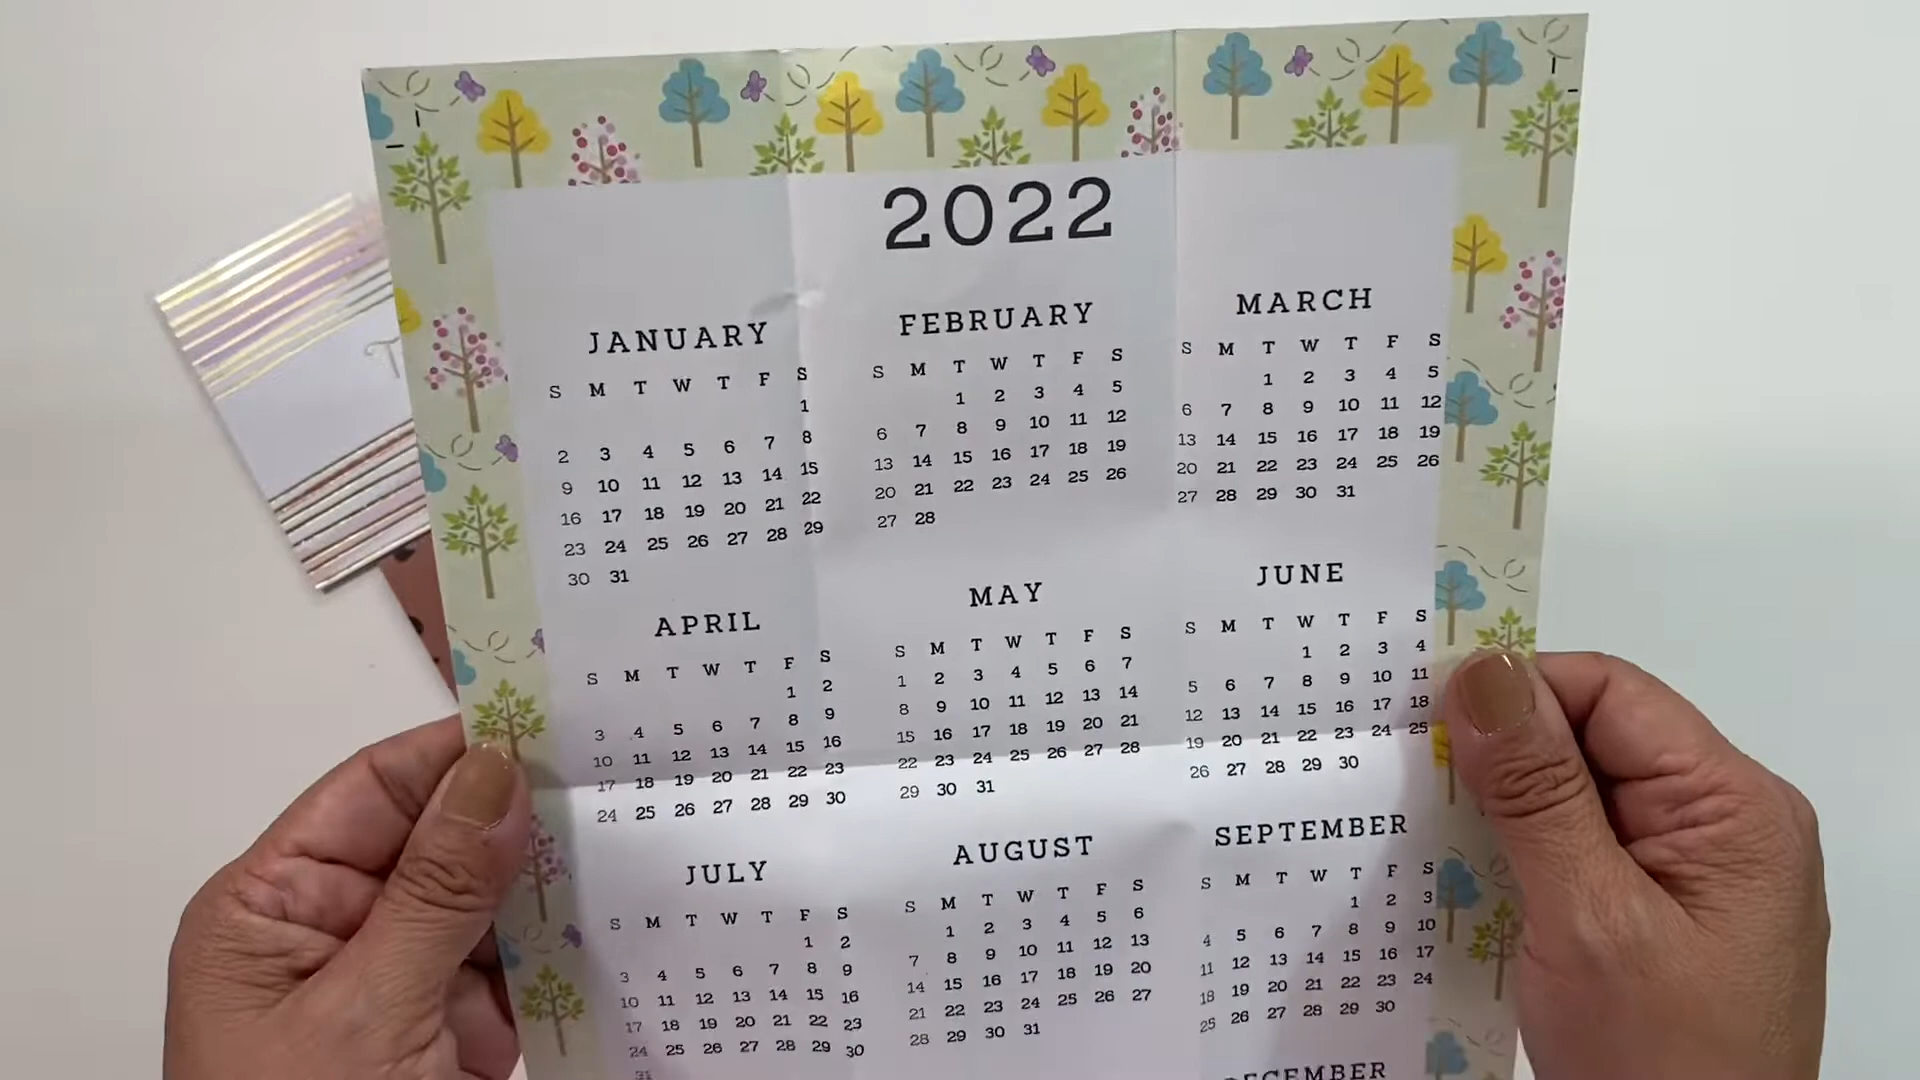 2022
JANUARY
S M T W T F S
1
2 3 4 5 6 7 8
9 10 11 12 13 14 15
16 17 18 19 20 21 22
23 24 25 26 27 28 29
30 31
FEBRUARY
S M T W T F S
1 2 3 4 5
6 7 8 9 10 11 12
13 14 15 16 17 18 19
20 21 22 23 24 25 26
27 28
MARCH
S M T W T F S
1 2 3 4 5
6 7 8 9 10 11 12
13 14 15 16 17 18 19
20 21 22 23 24 25 26
27 28 29 30 31
APRIL
S M T W T F S
1 2
3 4 5 6 7 8 9
10 11 12 13 14 15 16
17 18 19 20 21 22 23
24 25 26 27 28 29 30
MAY
S M T W T F S
1 2 3 4 5 6 7
8 9 10 11 12 13 14
15 16 17 18 19 20 21
22 23 24 25 26 27 28
29 30 31
JUNE
S M T W T F S
1 2 3 4
5 6 7 8 9 10 11
12 13 14 15 16 17 18
19 20 21 22 23 24 25
26 27 28 29 30
JULY
S M T W T F S
1 2
3 4 5 6 7 8 9
10 11 12 13 14 15 16
17 18 19 20 21 22 23
24 25 26 27 28 29 30
31
AUGUST
S M T W T F S
1 2 3 4 5 6
7 8 9 10 11 12 13
14 15 16 17 18 19 20
21 22 23 24 25 26 27
28 29 30 31
SEPTEMBER
S M T W T F S
1 2 3
4 5 6 7 8 9 10
11 12 13 14 15 16 17
18 19 20 21 22 23 24
25 26 27 28 29 30